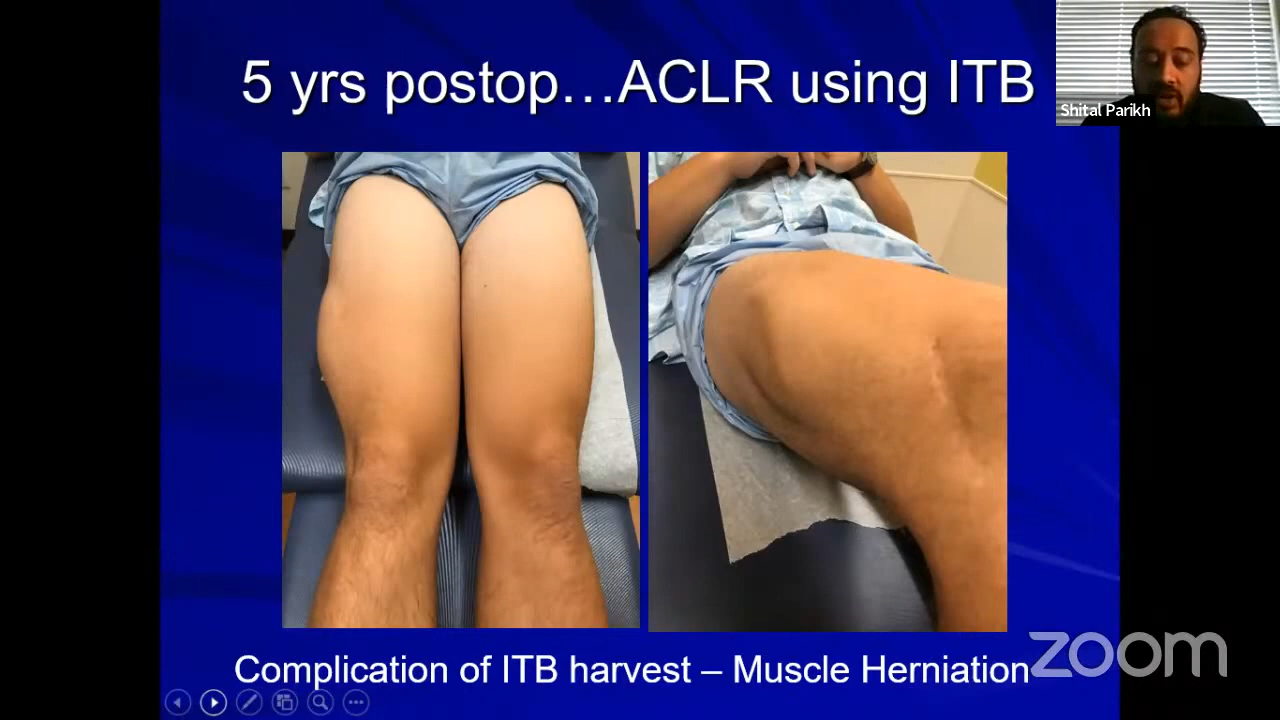 5 yrs postop…ACLR using ITB
Shital Parikh
Complication of ITB harvest – Muscle Herniation
zoom